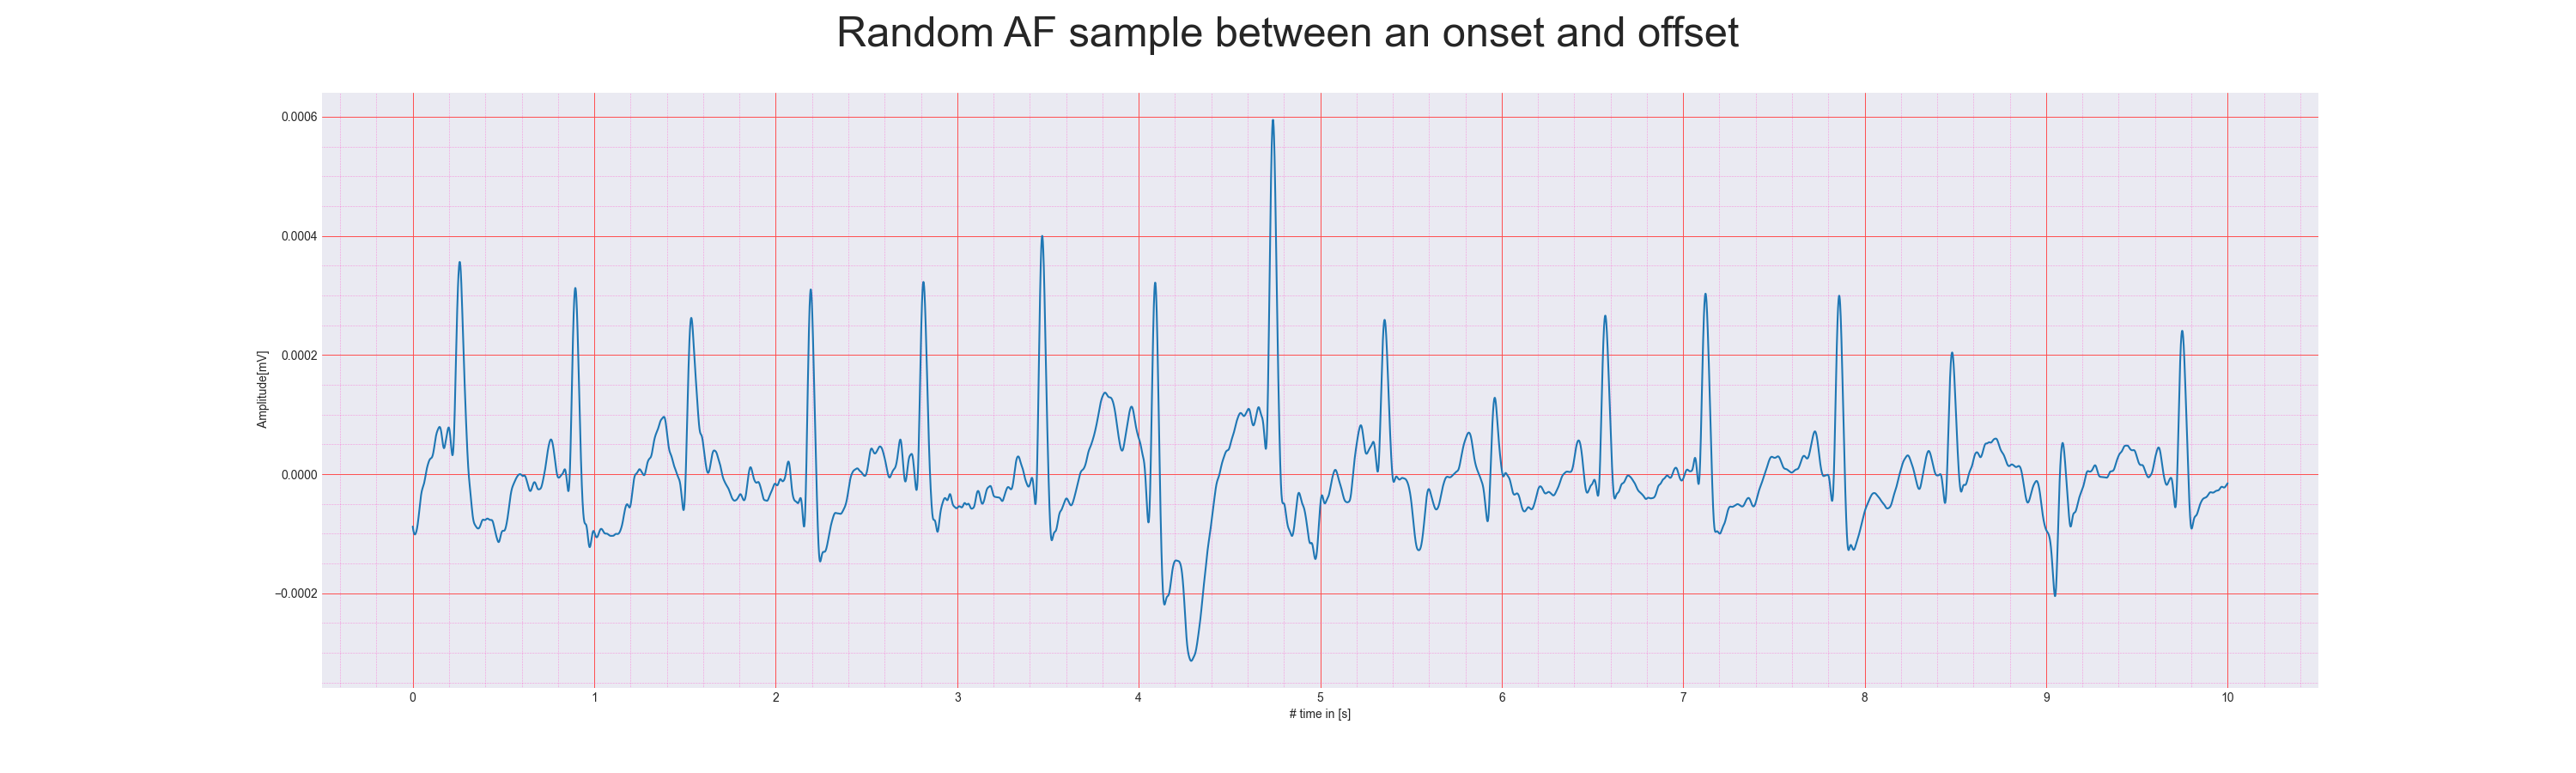 Random AF sample between an onset and offset
0.0006
0.0004
0.0002
0.0000
−0.0002
Amplitude[mV]
0 1 2 3 4 5 6 7 8 9 10
# time in [s]